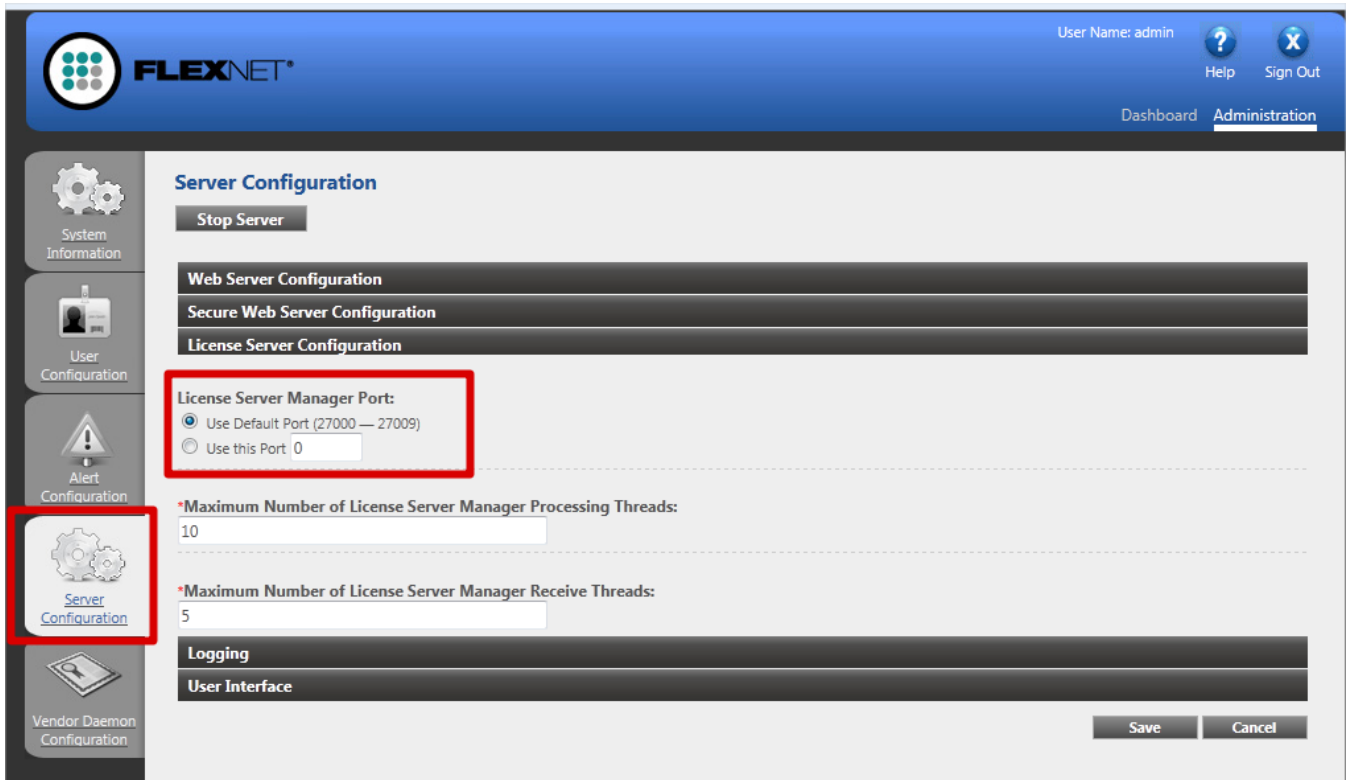 User Name: admin
?
X
Help
Sign Out
FLEXNET
Dashboard
Administration
System
Information
User
Configuration
Alert
Configuration
Server
Configuration
Vendor Daemon
Configuration
Server Configuration
Stop Server
Web Server Configuration
Secure Web Server Configuration
License Server Configuration
License Server Manager Port:
Use Default Port (27000 — 27009)
Use this Port 0
*Maximum Number of License Server Manager Processing Threads:
10
*Maximum Number of License Server Manager Receive Threads:
5
Logging
User Interface
Save
Cancel